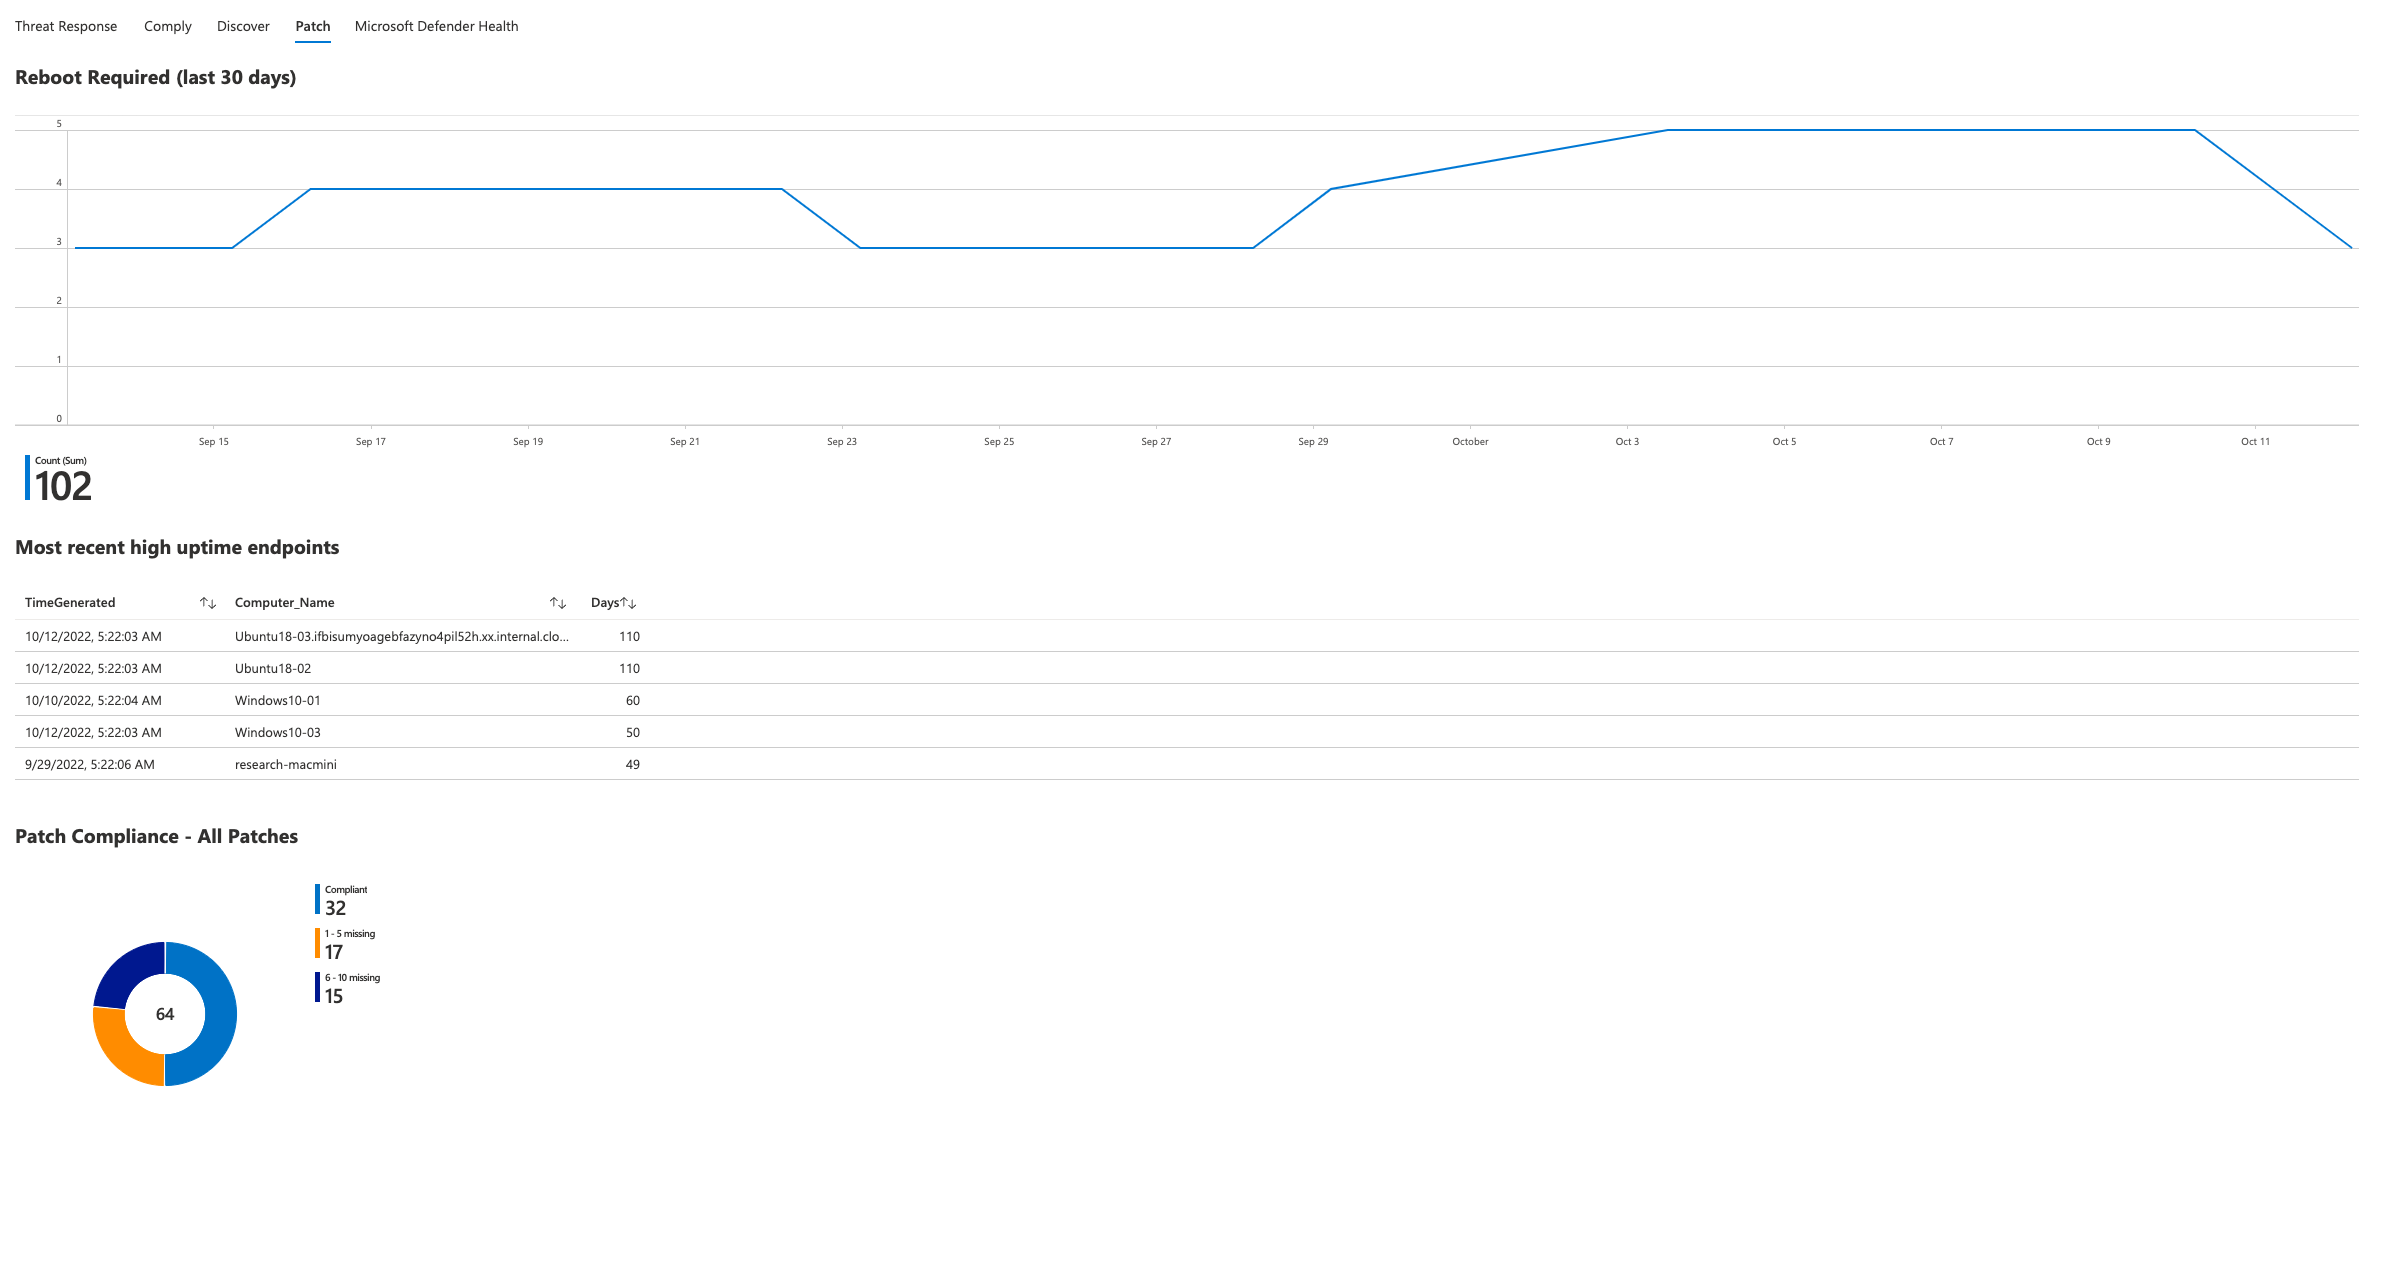 Threat Response Comply Discover Patch Microsoft Defender Health
Reboot Required (last 30 days)
5
4
3
2
1
0
Sep 15 Sep 17 Sep 19 Sep 21 Sep 23 Sep 25 Sep 27 Sep 29 October Oct 3 Oct 5 Oct 7 Oct 9 Oct 11
Count (Sum)
102
Most recent high uptime endpoints
TimeGenerated Computer_Name Days
10/12/2022, 5:22:03 AM Ubuntu18-03.ifbisumyoagebfazyno4pil52h.xx.internal.clo... 110
10/12/2022, 5:22:03 AM Ubuntu18-02 110
10/10/2022, 5:22:04 AM Windows10-01 60
10/12/2022, 5:22:03 AM Windows10-03 50
9/29/2022, 5:22:06 AM research-macmini 49
Patch Compliance - All Patches
Compliant
32
1 - 5 missing
17
6 - 10 missing
15
64